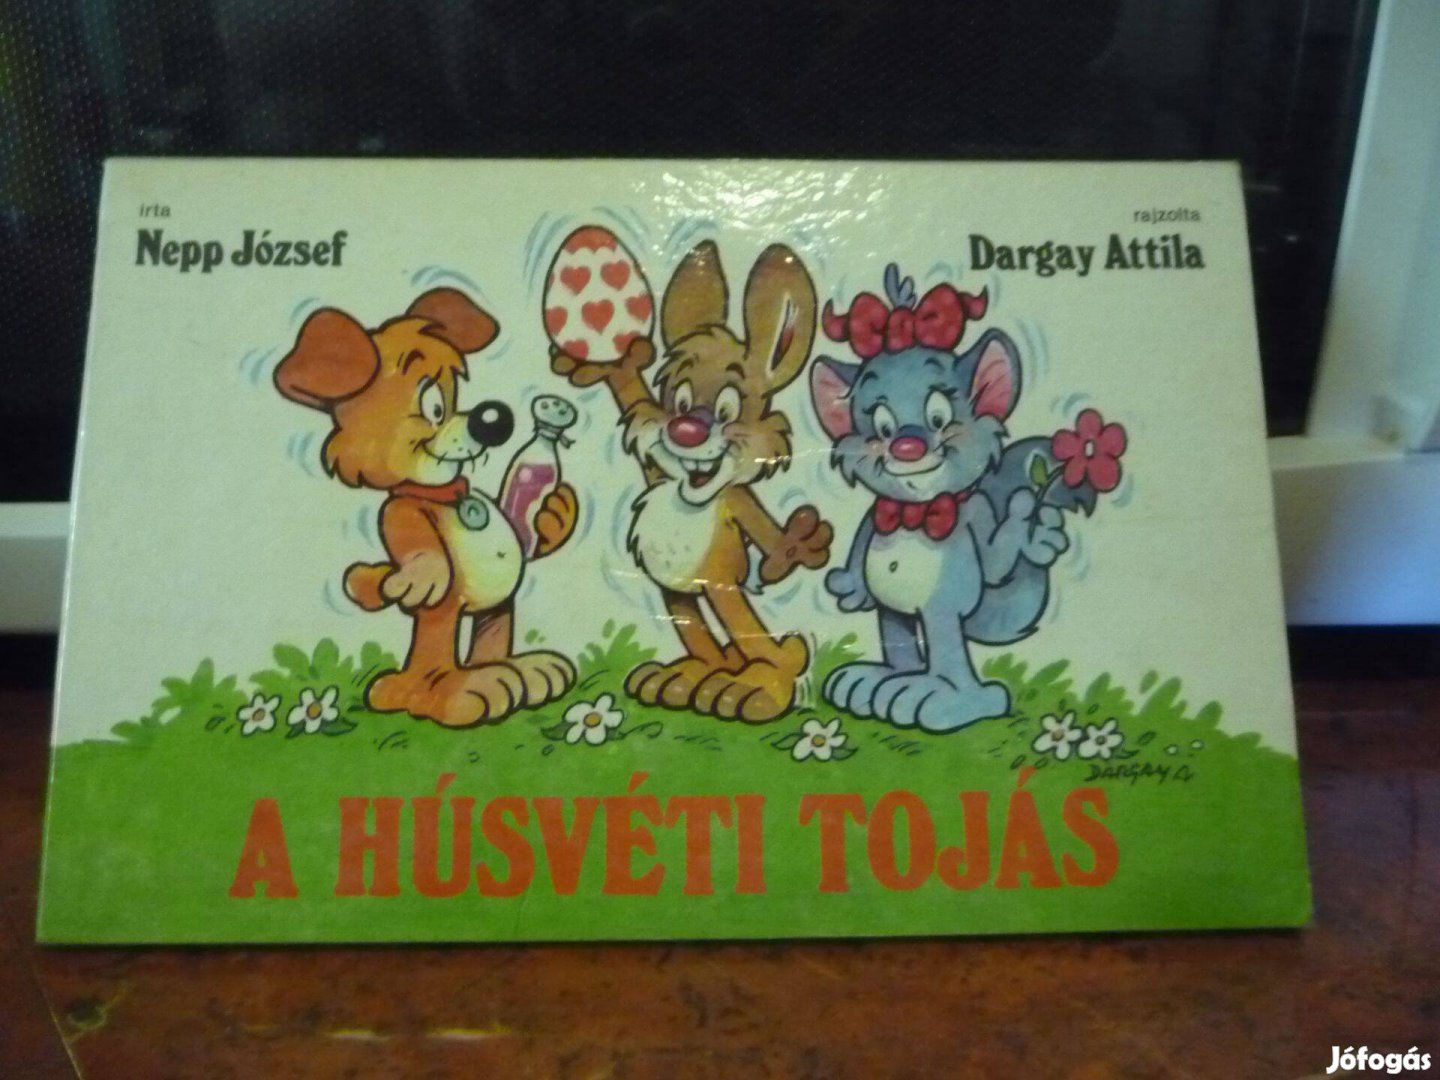 írta
Nepp József
rajzolta
Dargay Attila
DARGAY A.
A HÚSVÉTI TOJÁS
Jófogás